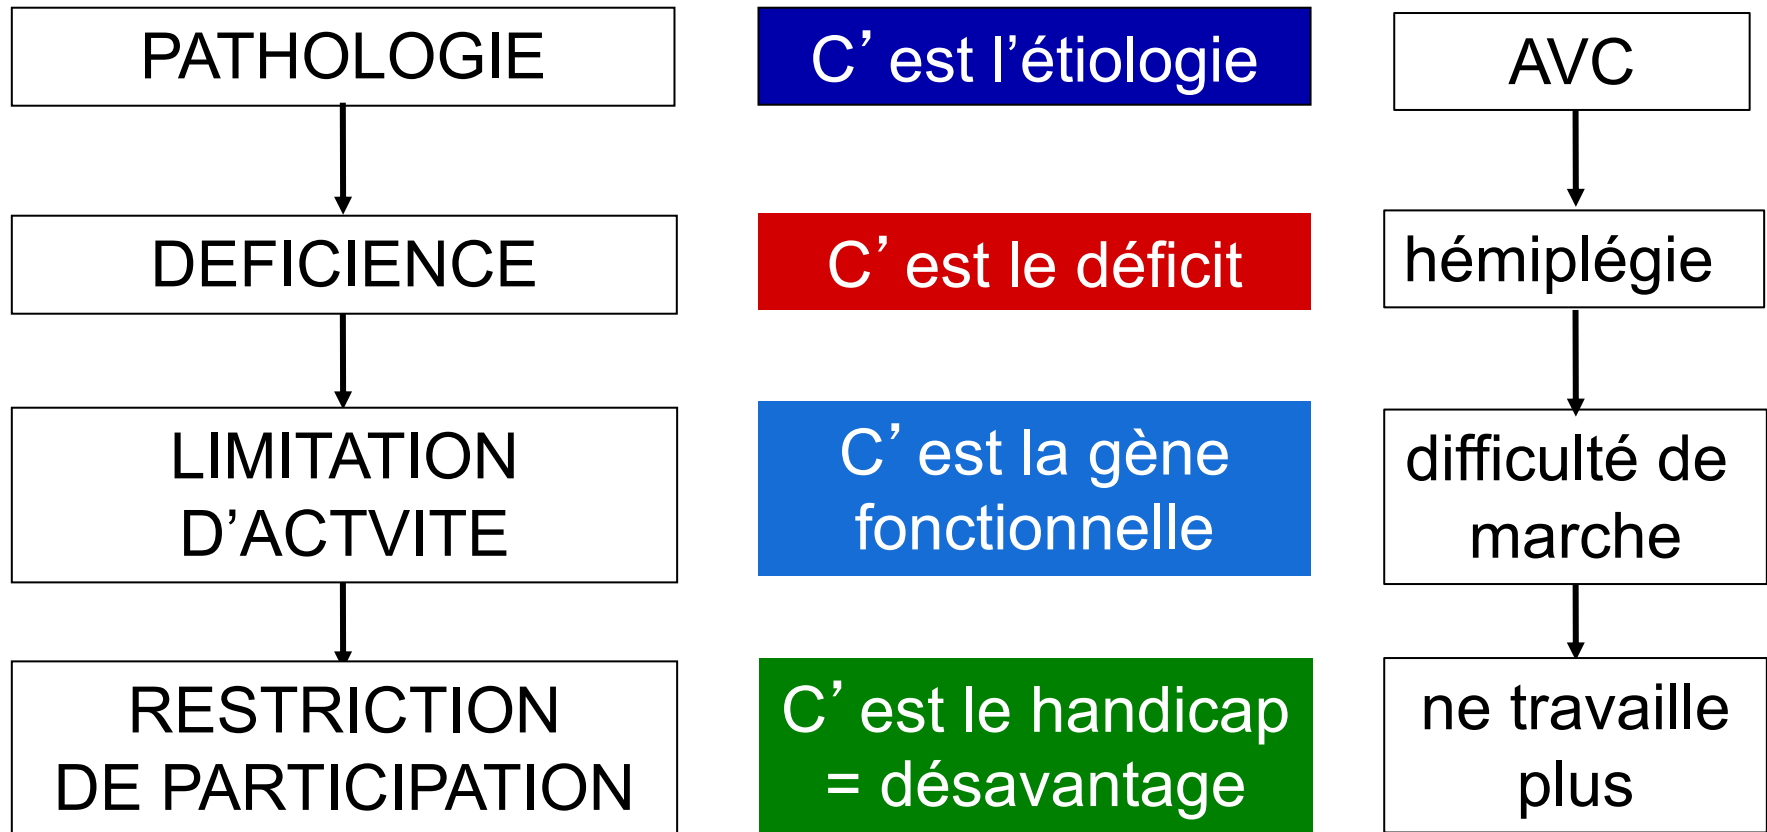 PATHOLOGIE
C’ est l’étiologie
AVC
DEFICIENCE
C’ est le déficit
hémiplégie
LIMITATION
D’ACTVITE
C’ est la gène
fonctionnelle
difficulté de
marche
RESTRICTION
DE PARTICIPATION
C’ est le handicap
= désavantage
ne travaille
plus